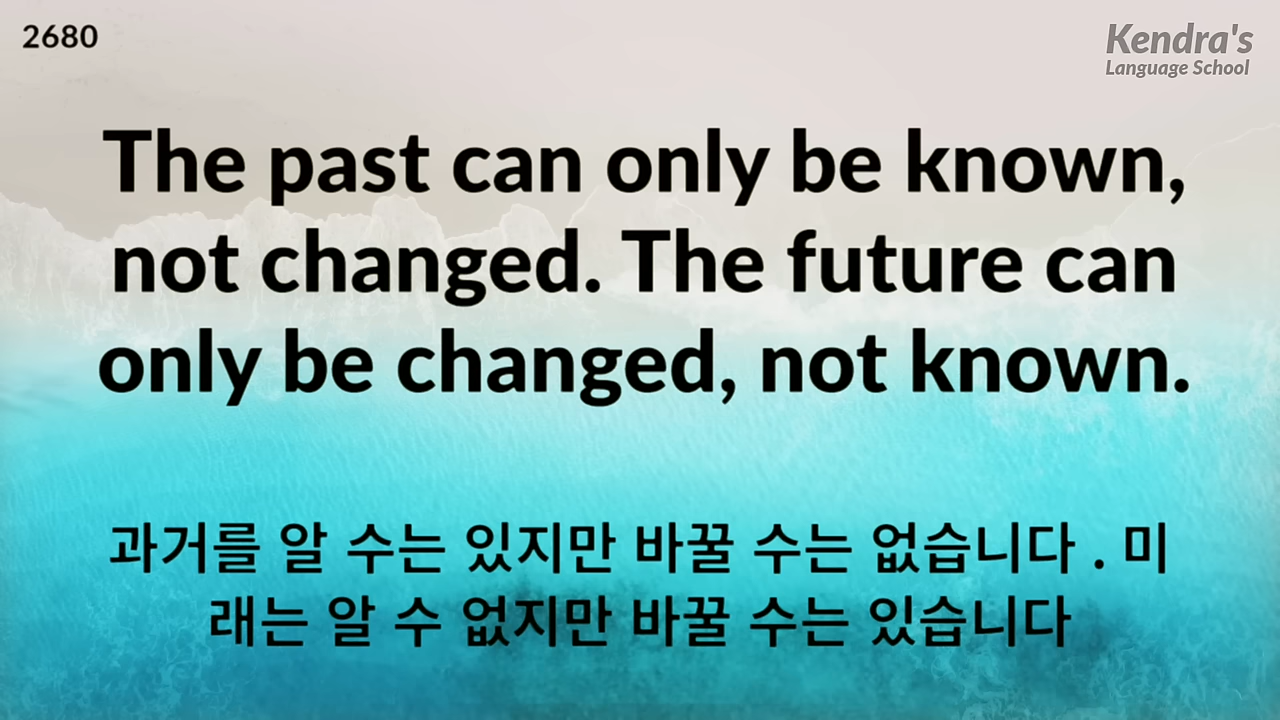 2680
Kendra's
Language School
The past can only be known,
not changed. The future can
only be changed, not known.
과거를 알 수는 있지만 바꿀 수는 없습니다 . 미
래는 알 수 없지만 바꿀 수는 있습니다